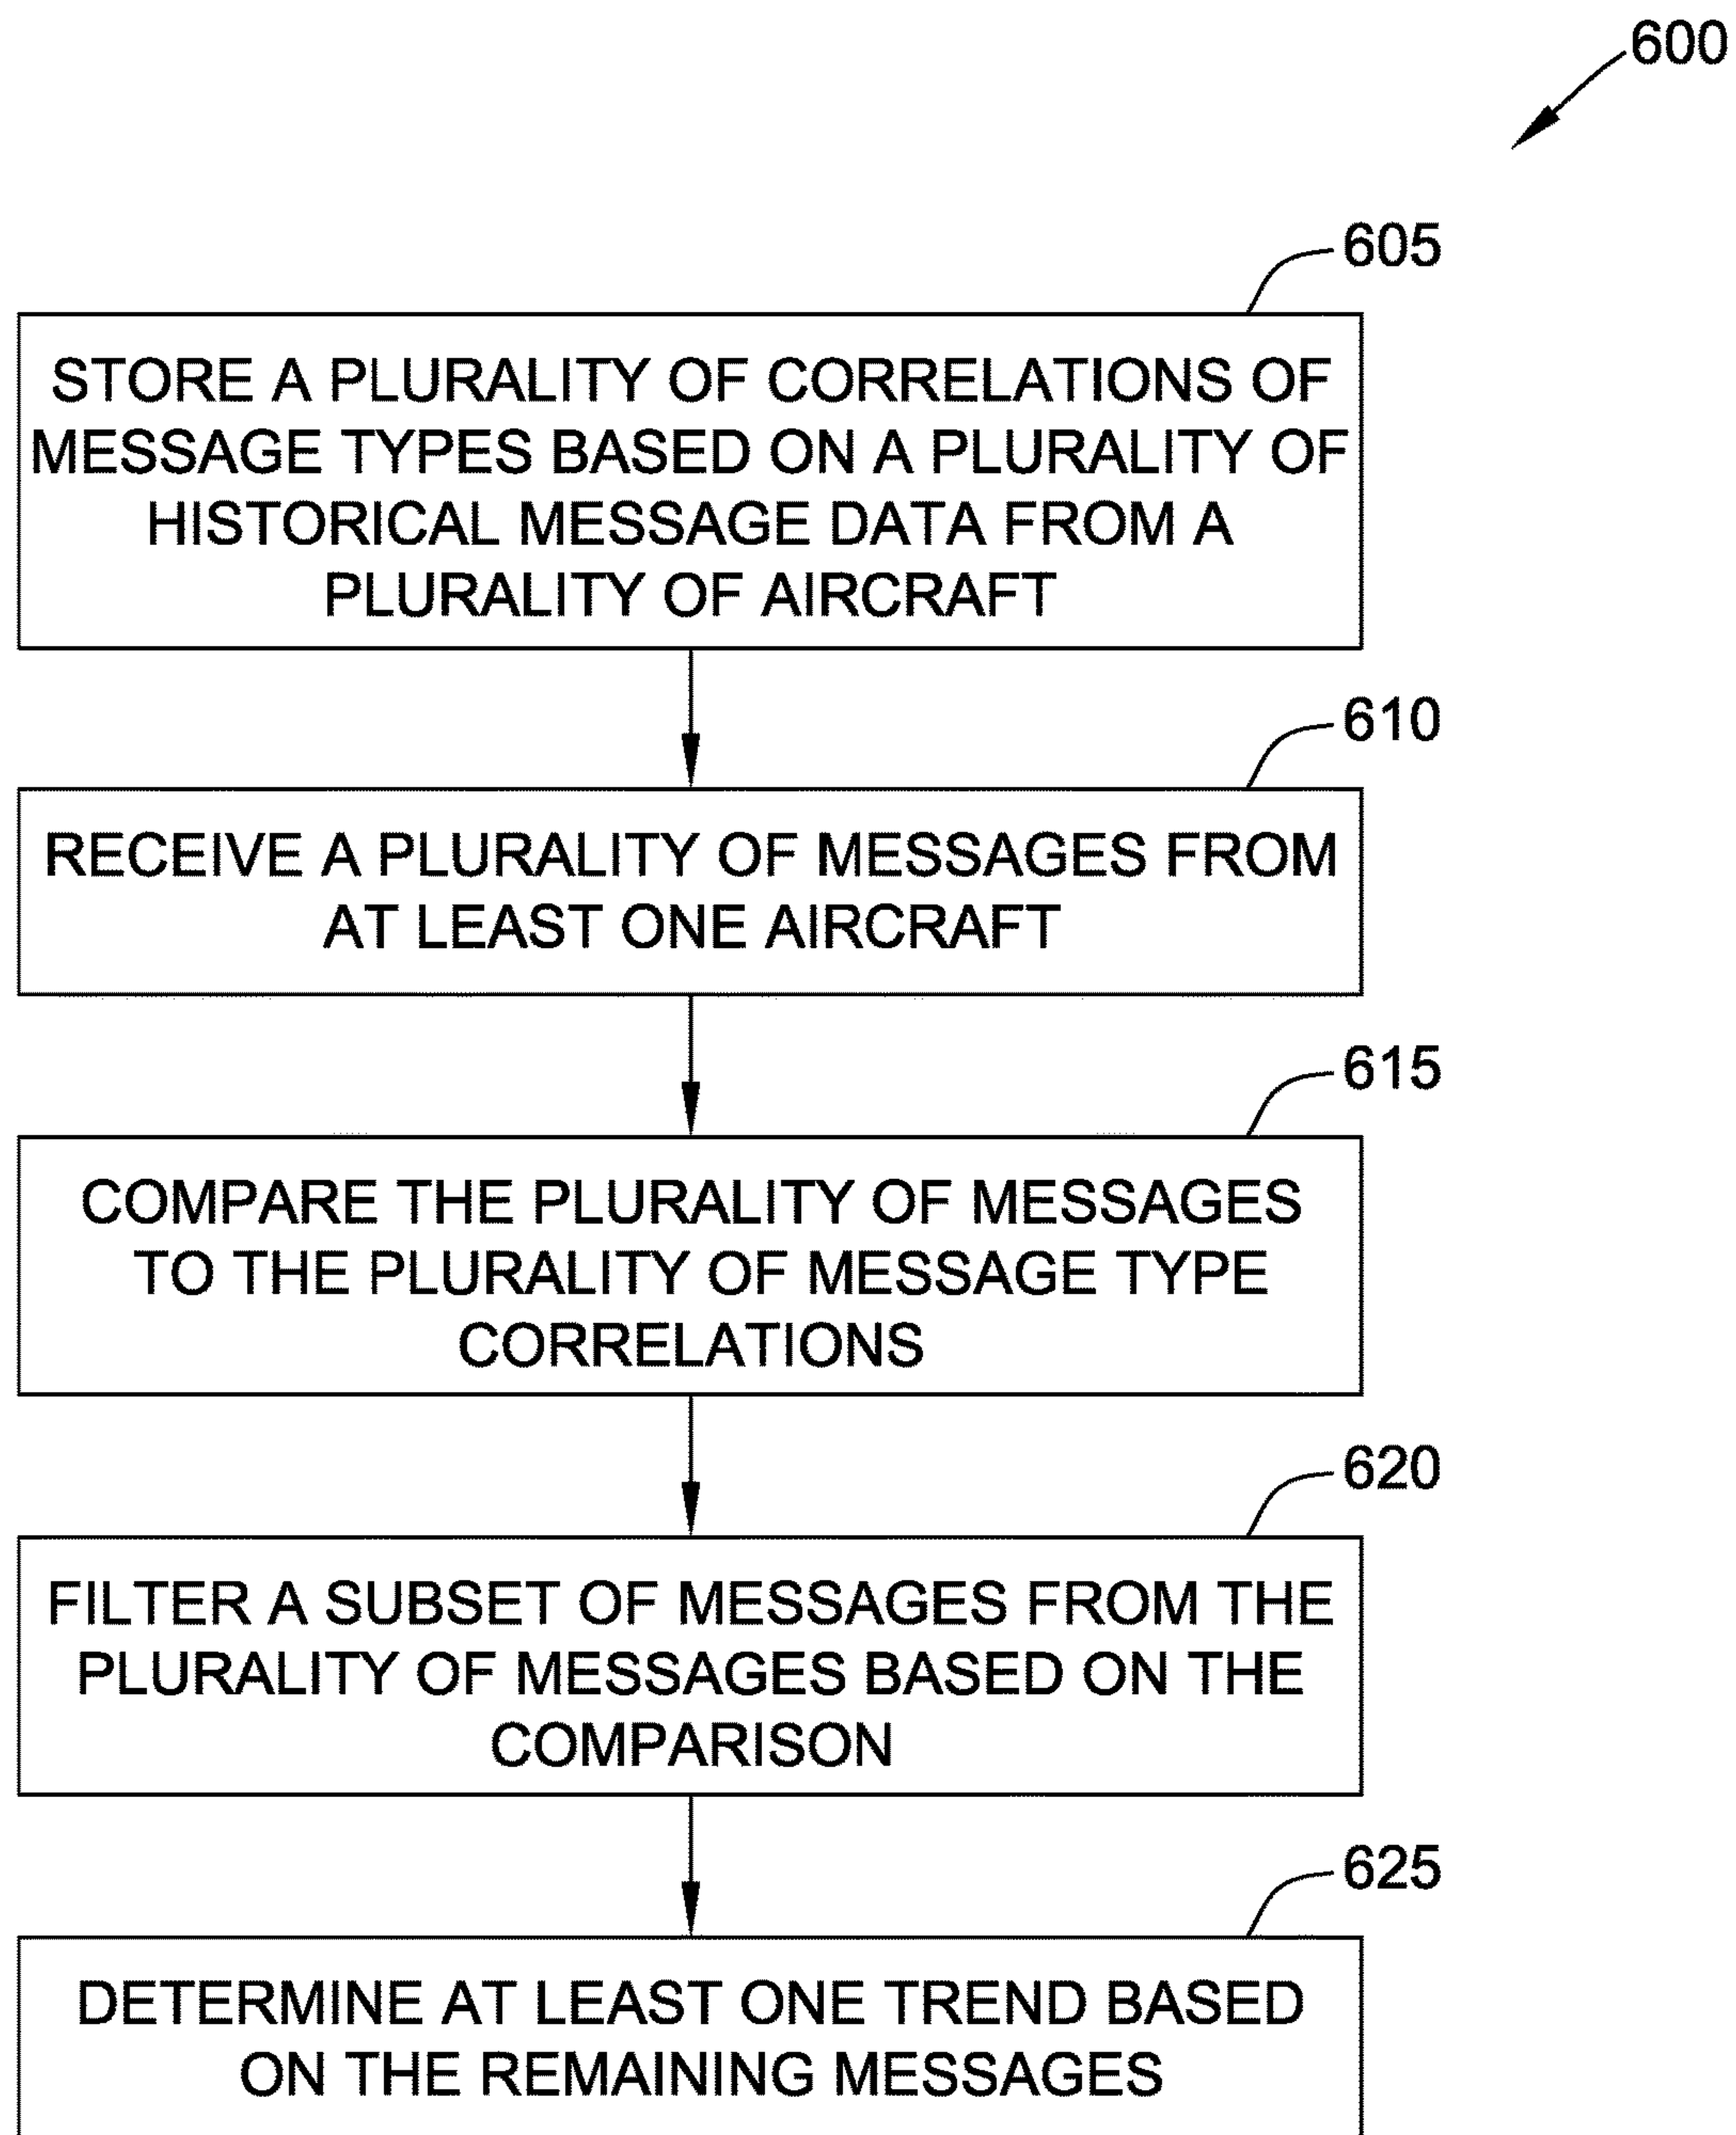 600
605
STORE A PLURALITY OF CORRELATIONS OF
MESSAGE TYPES BASED ON A PLURALITY OF
HISTORICAL MESSAGE DATA FROM A
PLURALITY OF AIRCRAFT
610
RECEIVE A PLURALITY OF MESSAGES FROM
AT LEAST ONE AIRCRAFT
615
COMPARE THE PLURALITY OF MESSAGES
TO THE PLURALITY OF MESSAGE TYPE
CORRELATIONS
620
FILTER A SUBSET OF MESSAGES FROM THE
PLURALITY OF MESSAGES BASED ON THE
COMPARISON
625
DETERMINE AT LEAST ONE TREND BASED
ON THE REMAINING MESSAGES